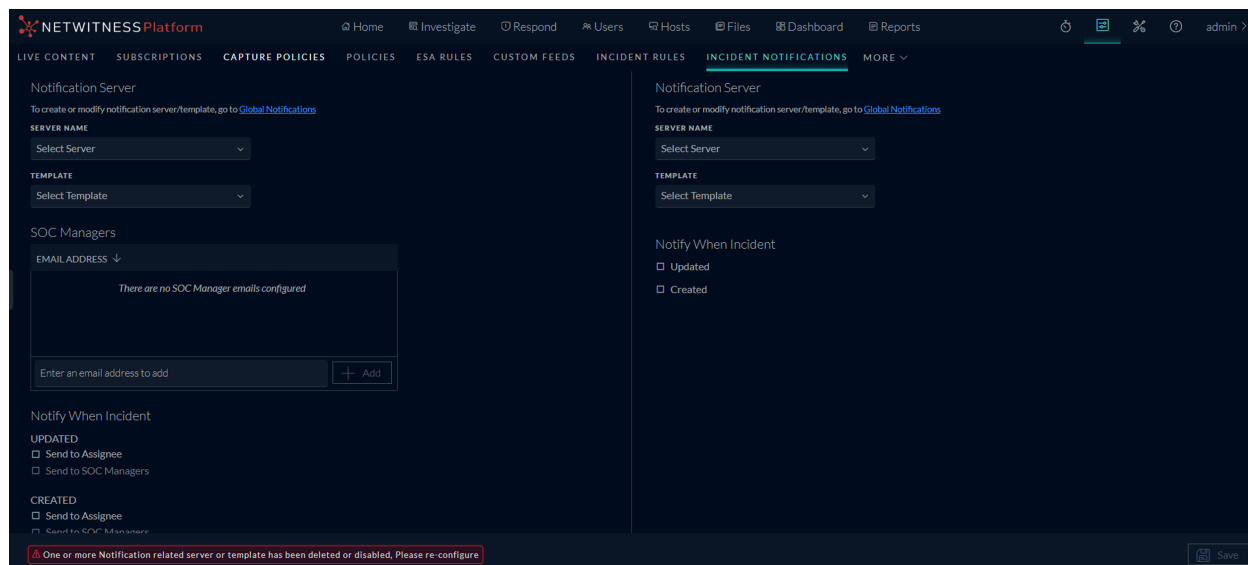 NETWITNESS Platform
Home Investigate Respond Users Hosts Files Dashboard Reports admin
LIVE CONTENT SUBSCRIPTIONS CAPTURE POLICIES POLICIES ESA RULES CUSTOM FEEDS INCIDENT RULES INCIDENT NOTIFICATIONS MORE
Notification Server
To create or modify notification server/template, go to Global Notifications
SERVER NAME
Select Server
TEMPLATE
Select Template
SOC Managers
EMAIL ADDRESS
There are no SOC Manager emails configured
Enter an email address to add
Add
Notify When Incident
UPDATED
Send to Assignee
Send to SOC Managers
CREATED
Send to Assignee
Send to SOC Managers
Notification Server
To create or modify notification server/template, go to Global Notifications
SERVER NAME
Select Server
TEMPLATE
Select Template
Notify When Incident
Updated
Created
One or more Notification related server or template has been deleted or disabled, Please re-configure
Save